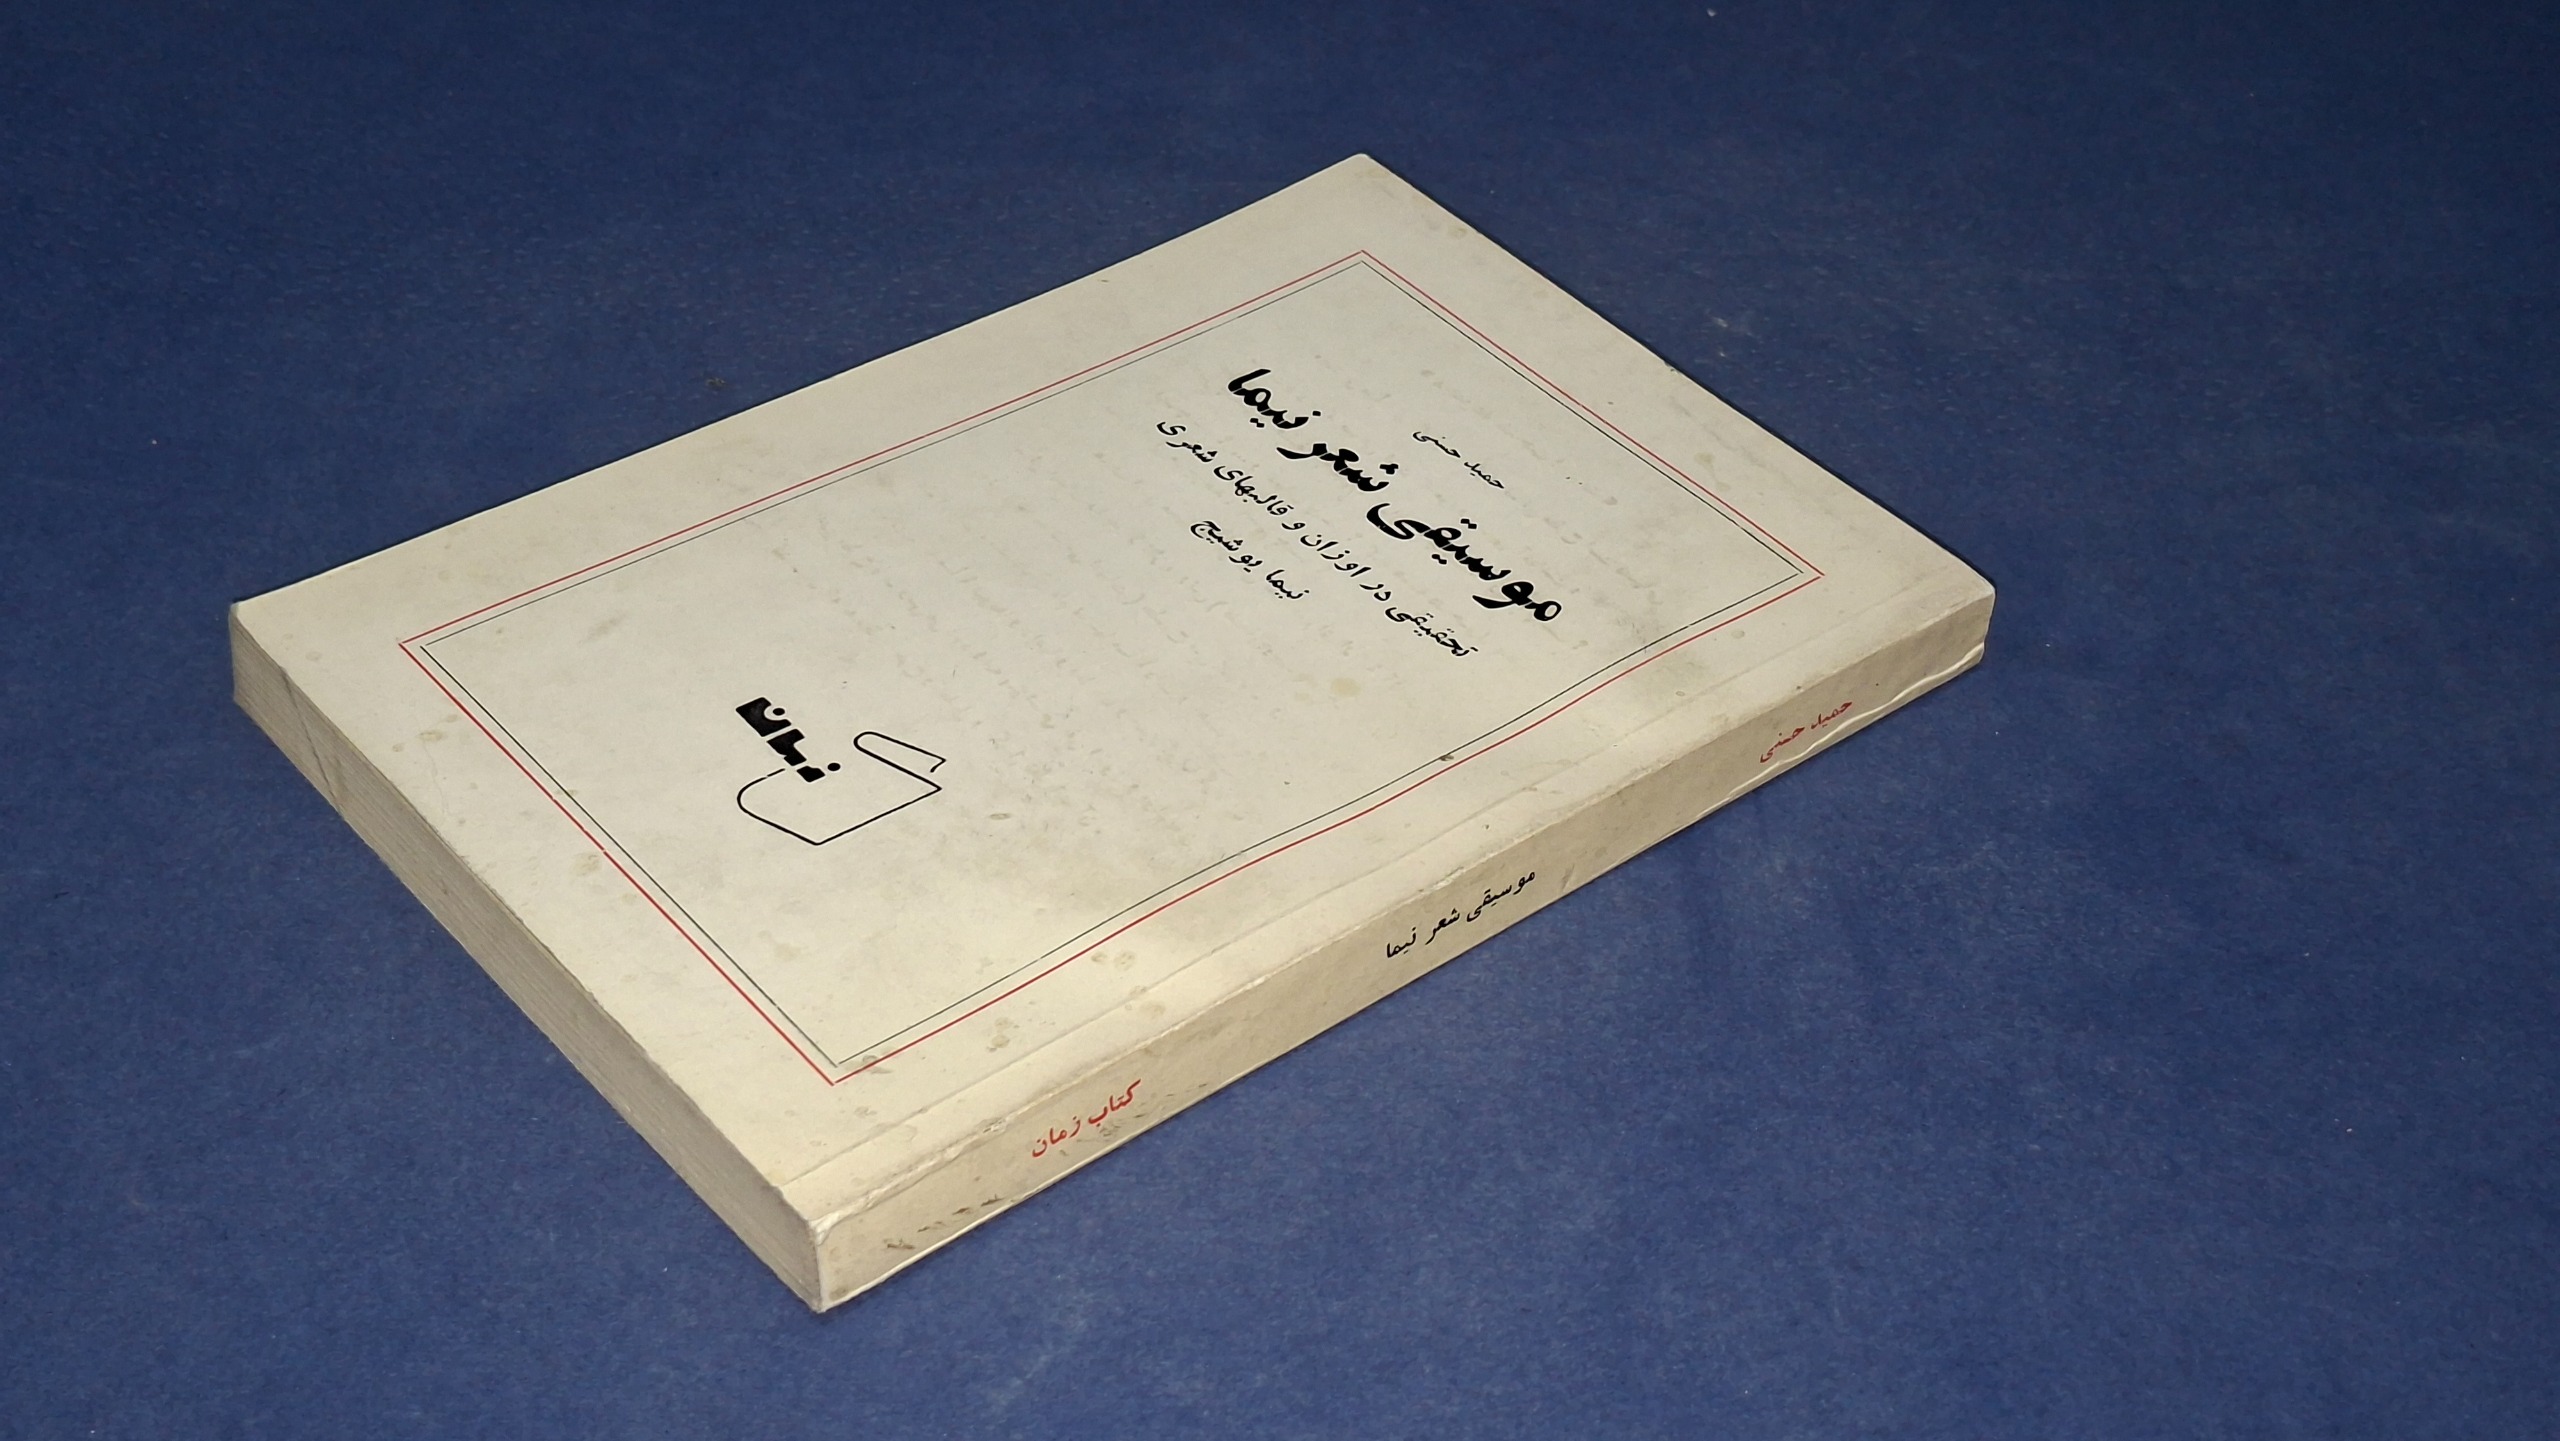 حمید حسنی
موسیقی شعر نیما
تحقیقی در اوزان و قالبهای شعری
نیما یوشیج
زمان
حمید حسنی
موسیقی شعر نیما
کتاب زمان